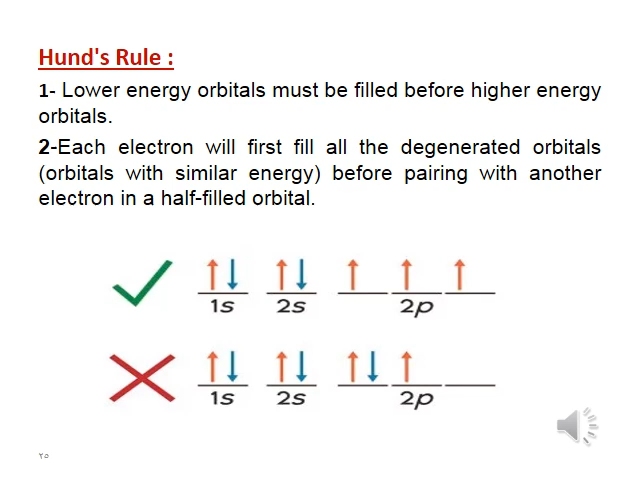 Hund's Rule :
1- Lower energy orbitals must be filled before higher energy
orbitals.
2-Each electron will first fill all the degenerated orbitals
(orbitals with similar energy) before pairing with another
electron in a half-filled orbital.
1s 2s 2p
1s 2s 2p
٢٥